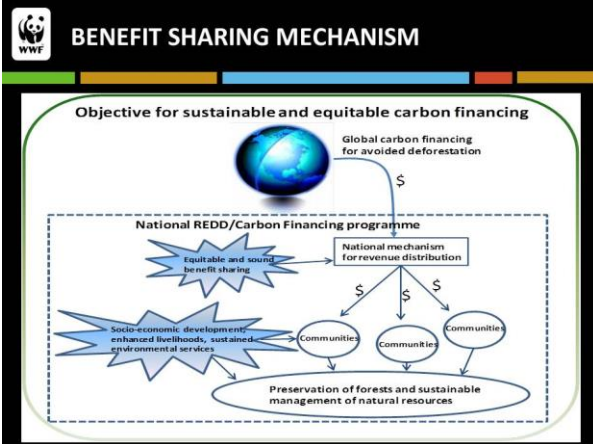 WWF
BENEFIT SHARING MECHANISM
Objective for sustainable and equitable carbon financing
Global carbon financing
for avoided deforestation
$
National REDD/Carbon Financing programme
National mechanism
for revenue distribution
Equitable and sound
benefit sharing
$
$
$
Socio-economic development,
enhanced livelihoods, sustained
environmental services
Communities
Communities
Communities
Preservation of forests and sustainable
management of natural resources